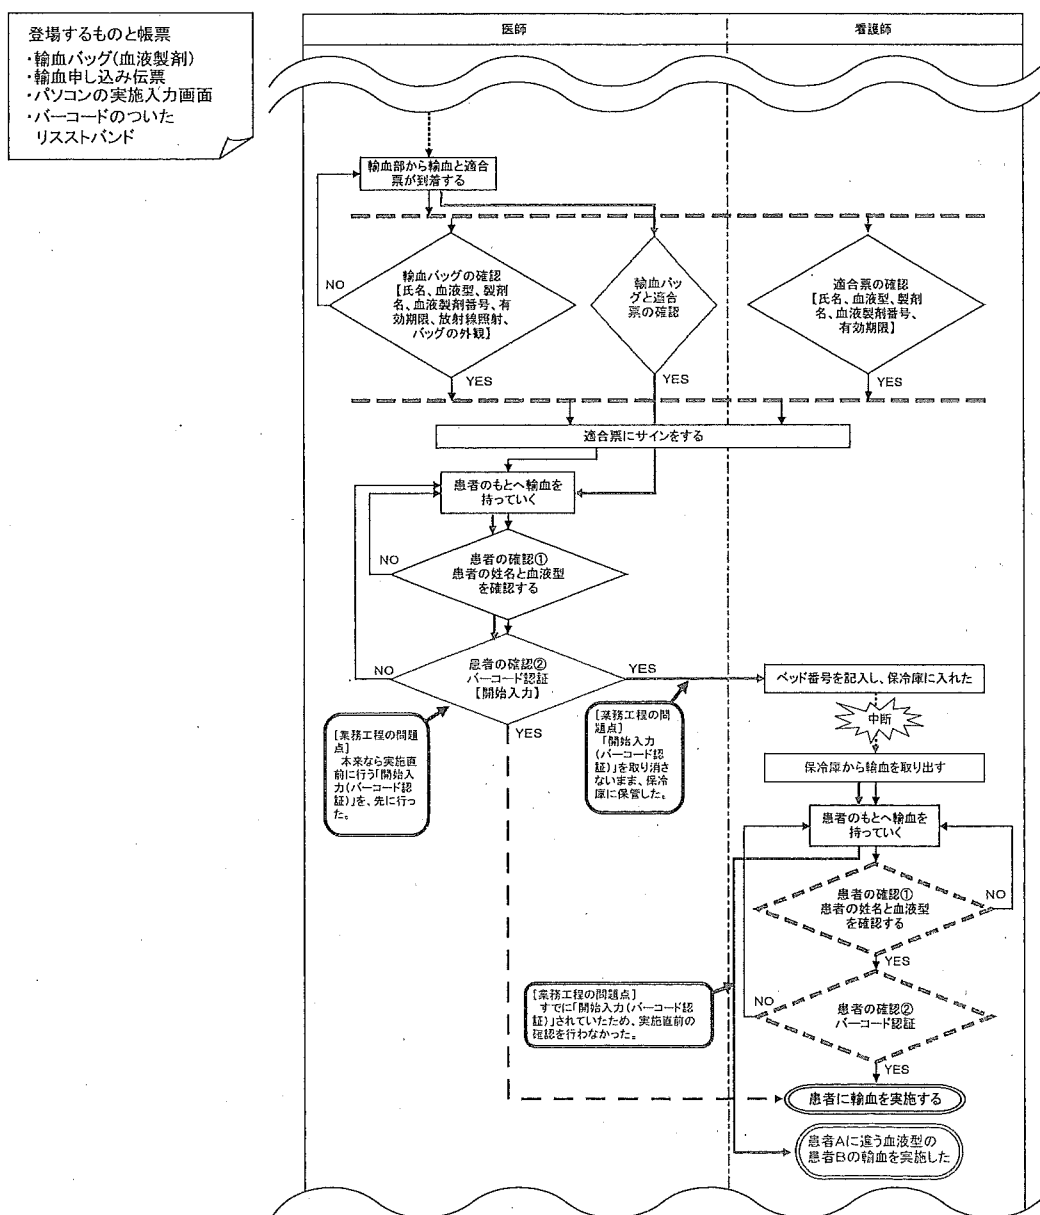 登場するものと帳票
・輸血バッグ(血液製剤)
・輸血申し込み伝票
・パソコンの実施入力画面
・バーコードのついた
リスストバンド
医師
看護師
輸血部から輸血と適合
票が到着する
NO
輸血バッグの確認
【氏名、血液型、製剤
名、血液製剤番号、有
効期限、放射線照射、
バッグの外観】
YES
輸血バッ
グと適合
票の確認
YES
適合票の確認
【氏名、血液型、製剤
名、血液製剤番号、
有効期限】
YES
適合票にサインをする
患者のもとへ輸血を
持っていく
NO
患者の確認①
患者の姓名と血液型
を確認する
NO
患者の確認②
バーコード認証
【開始入力】
YES
YES
[業務工程の問題
点]
本来なら実施直
前に行う「開始入
力(バーコード認
証)」を、先に行っ
た。
[業務工程の問
題点]
「開始入力
(バーコード認
証)」を取り消さ
ないまま、保冷
庫に保管した。
ベッド番号を記入し、保冷庫に入れた
中断
保冷庫から輸血を取り出す
患者のもとへ輸血を
持っていく
患者の確認①
患者の姓名と血液型
を確認する
NO
YES
[業務工程の問題点]
すでに「開始入力(バーコード認
証)」されていたため、実施直前の
確認を行わなかった。
NO
患者の確認②
バーコード認証
YES
患者に輸血を実施する
患者Aに違う血液型の
患者Bの輸血を実施した